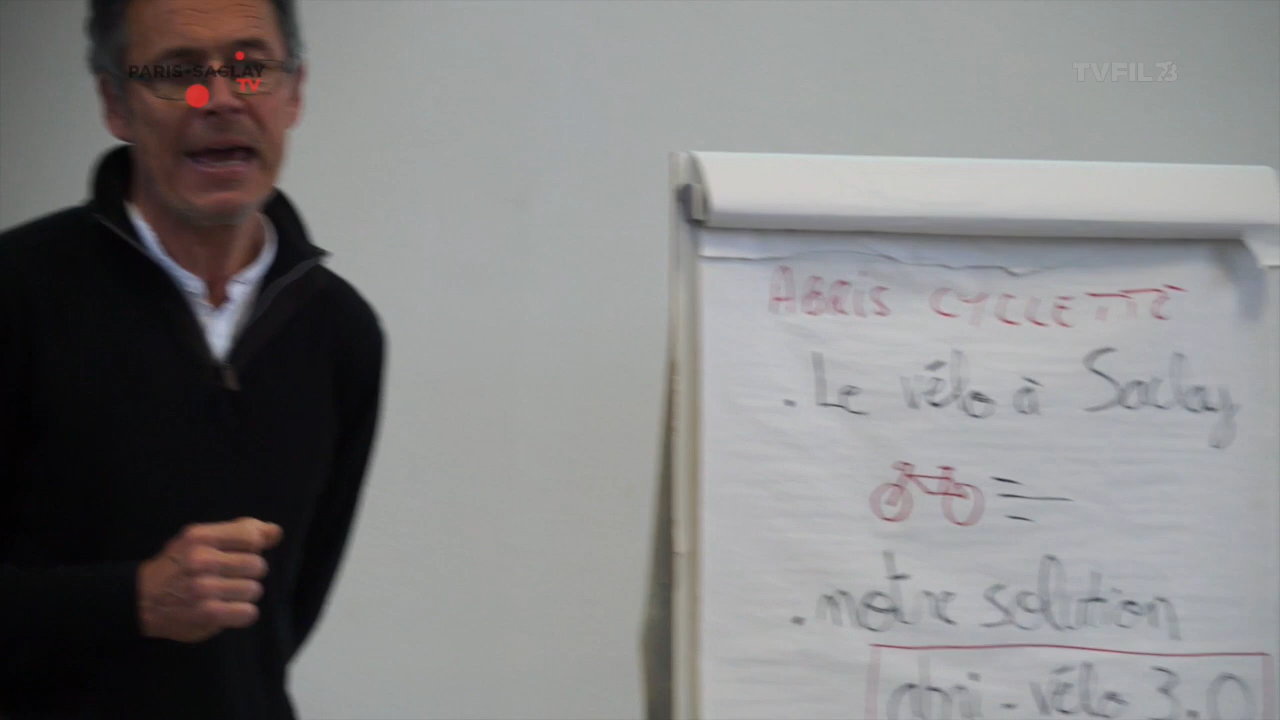 PARIS-SACLAY
TV
TVFIL78
ABRIS CYCLETTE
. Le vélo à Saclay
. notre solution
abri-vélo 3.0